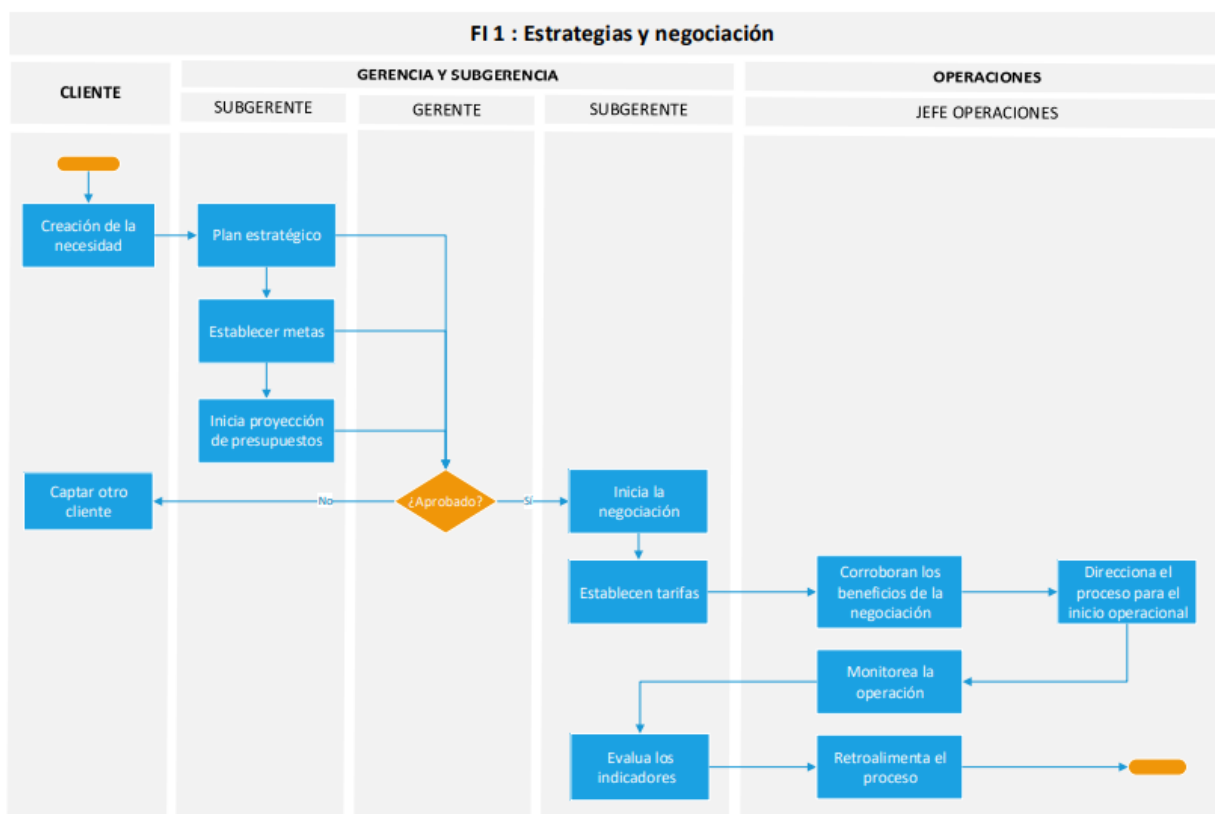 FI 1 : Estrategias y negociación
CLIENTE
GERENCIA Y SUBGERENCIA
OPERACIONES
SUBGERENTE
GERENTE
SUBGERENTE
JEFE OPERACIONES
Creación de la
necesidad
Plan estratégico
Establecer metas
Inicia proyección
de presupuestos
Captar otro
cliente
No
¿Aprobado?
Sí
Inicia la
negociación
Establecen tarifas
Corroboran los
beneficios de la
negociación
Direcciona el
proceso para el
inicio operacional
Monitorea la
operación
Evalua los
indicadores
Retroalimenta el
proceso